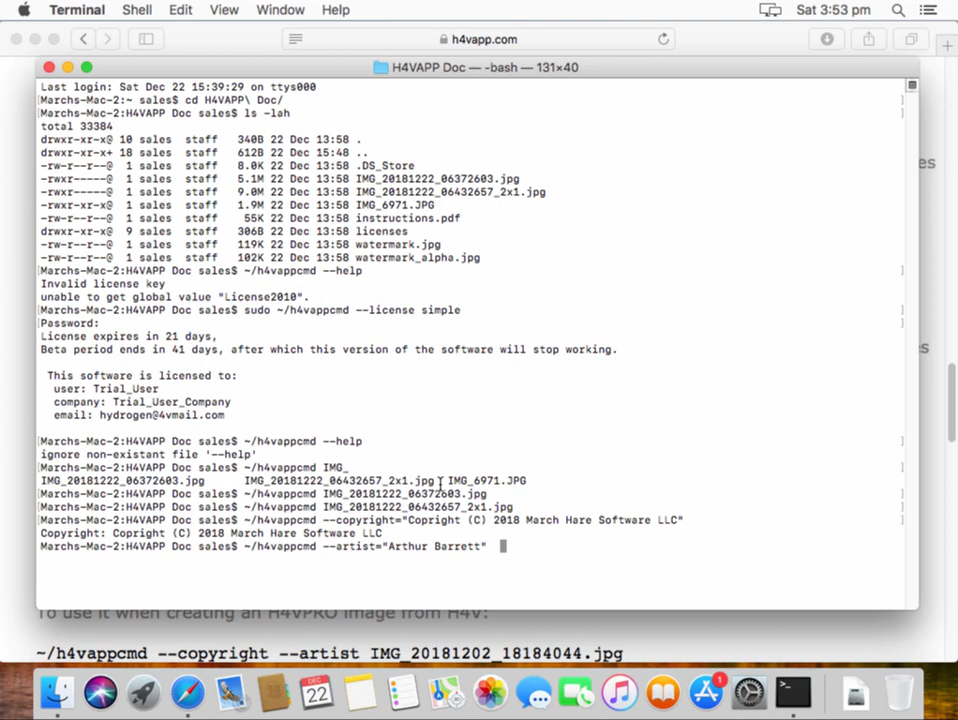 Terminal Shell Edit View Window Help Sat 3:53 pm
h4vapp.com
H4VAPP Doc — -bash — 131×40
Last login: Sat Dec 22 15:39:29 on ttys000
[Marchs-Mac-2:~ sales$ cd H4VAPP\ Doc/ ]
[Marchs-Mac-2:H4VAPP Doc sales$ ls -lah ]
total 33384
drwxr-xr-x@ 10 sales staff 340B 22 Dec 13:58 .
drwxr-xr-x+ 18 sales staff 612B 22 Dec 15:48 ..
-rw-r--r--@ 1 sales staff 8.0K 22 Dec 13:58 .DS_Store
-rwxr-----@ 1 sales staff 5.1M 22 Dec 13:58 IMG_20181222_06372603.jpg
-rwxr-----@ 1 sales staff 9.0M 22 Dec 13:58 IMG_20181222_06432657_2x1.jpg
-rw-r--r--@ 1 sales staff 1.9M 22 Dec 13:58 IMG_6971.JPG
-rw-r--r--@ 1 sales staff 55K 22 Dec 13:58 instructions.pdf
drwxr-xr-x@ 9 sales staff 306B 22 Dec 13:58 licenses
-rw-r--r--@ 1 sales staff 119K 22 Dec 13:58 watermark.jpg
-rw-r--r--@ 1 sales staff 102K 22 Dec 13:58 watermark_alpha.jpg
[Marchs-Mac-2:H4VAPP Doc sales$ ~/h4vappcmd --help ]
Invalid license key
unable to get global value "License2010".
[Marchs-Mac-2:H4VAPP Doc sales$ sudo ~/h4vappcmd --license simple ]
[Password: ]
License expires in 21 days,
Beta period ends in 41 days, after which this version of the software will stop working.
This software is licensed to:
user: Trial_User
company: Trial_User_Company
email: hydrogen@4vmail.com
[Marchs-Mac-2:H4VAPP Doc sales$ ~/h4vappcmd --help ]
ignore non-existant file '--help'
[Marchs-Mac-2:H4VAPP Doc sales$ ~/h4vappcmd IMG_ ]
IMG_20181222_06372603.jpg IMG_20181222_06432657_2x1.jpg IMG_6971.JPG
[Marchs-Mac-2:H4VAPP Doc sales$ ~/h4vappcmd IMG_20181222_06372603.jpg ]
[Marchs-Mac-2:H4VAPP Doc sales$ ~/h4vappcmd IMG_20181222_06432657_2x1.jpg ]
[Marchs-Mac-2:H4VAPP Doc sales$ ~/h4vappcmd --copyright="Copright (C) 2018 March Hare Software LLC" ]
Copyright: Copright (C) 2018 March Hare Software LLC
Marchs-Mac-2:H4VAPP Doc sales$ ~/h4vappcmd --artist="Arthur Barrett"
To use it when creating an H4VPRO image from H4V:
~/h4vappcmd --copyright --artist IMG_20181202_18184044.jpg
DEC
22
1
>_